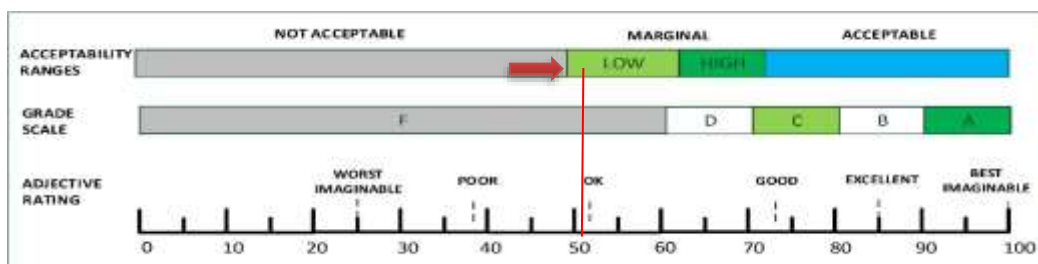 NOT ACCEPTABLE MARGINAL ACCEPTABLE
ACCEPTABILITY RANGES LOW HIGH
GRADE SCALE F D C B A
ADJECTIVE RATING WORST IMAGINABLE POOR OK GOOD EXCELLENT BEST IMAGINABLE
0 10 20 30 40 50 60 70 80 90 100